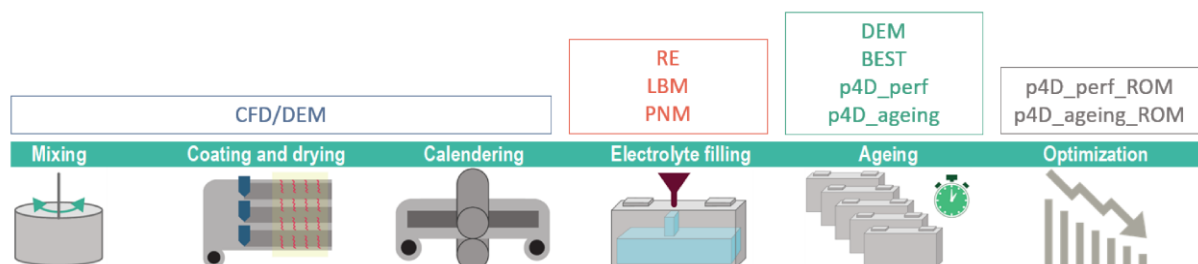 CFD/DEM
RE
LBM
PNM
DEM
BEST
p4D_perf
p4D_ageing
p4D_perf_ROM
p4D_ageing_ROM
Mixing
Coating and drying
Calendering
Electrolyte filling
Ageing
Optimization